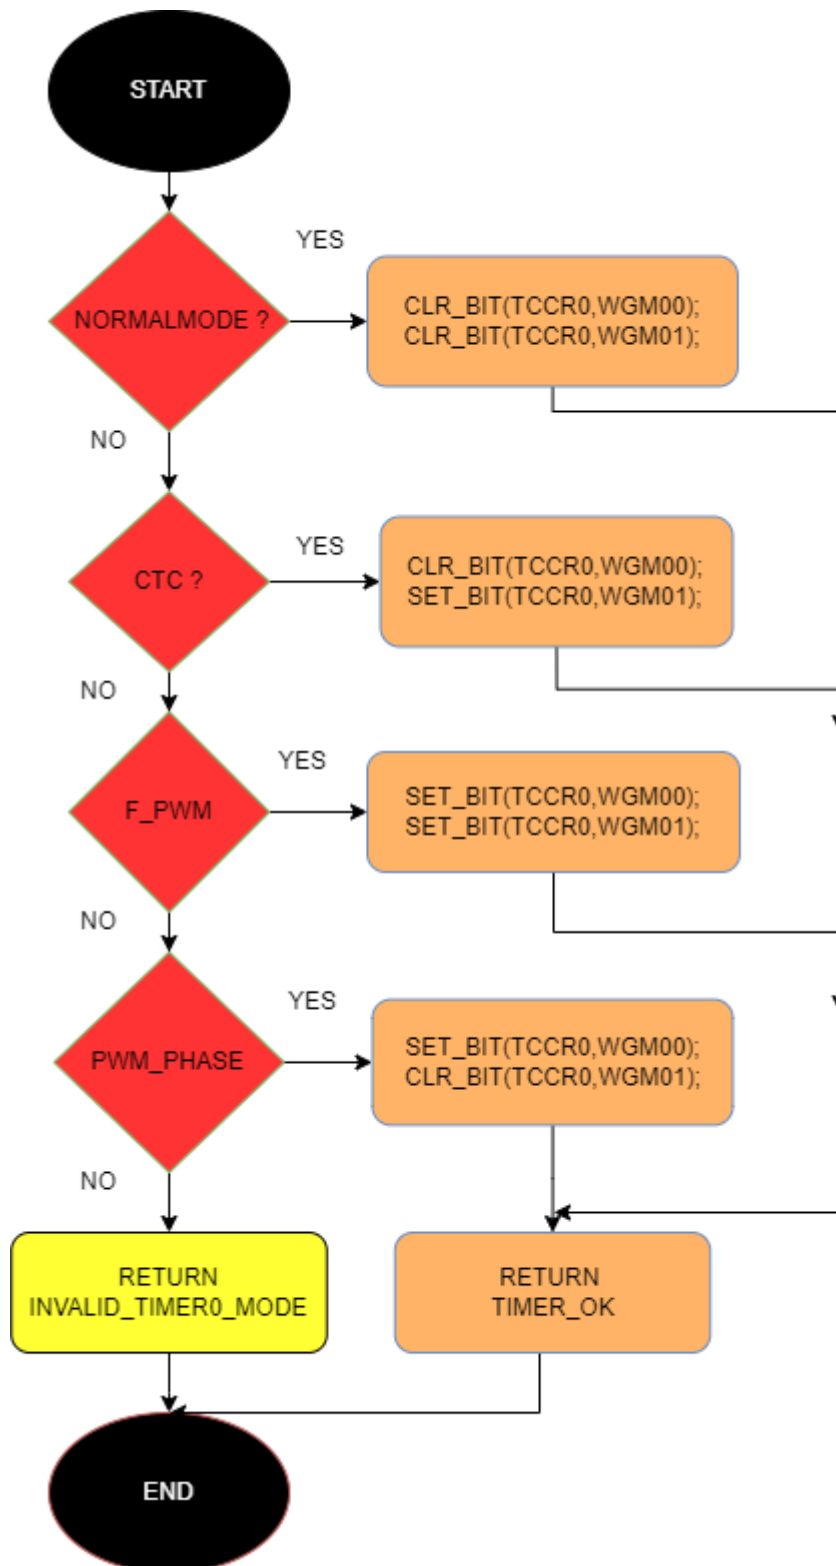 START
NORMALMODE ?
YES
CLR_BIT(TCCR0,WGM00);
CLR_BIT(TCCR0,WGM01);
NO
CTC ?
YES
CLR_BIT(TCCR0,WGM00);
SET_BIT(TCCR0,WGM01);
NO
F_PWM
YES
SET_BIT(TCCR0,WGM00);
SET_BIT(TCCR0,WGM01);
NO
PWM_PHASE
YES
SET_BIT(TCCR0,WGM00);
CLR_BIT(TCCR0,WGM01);
NO
RETURN
INVALID_TIMER0_MODE
RETURN
TIMER_OK
END